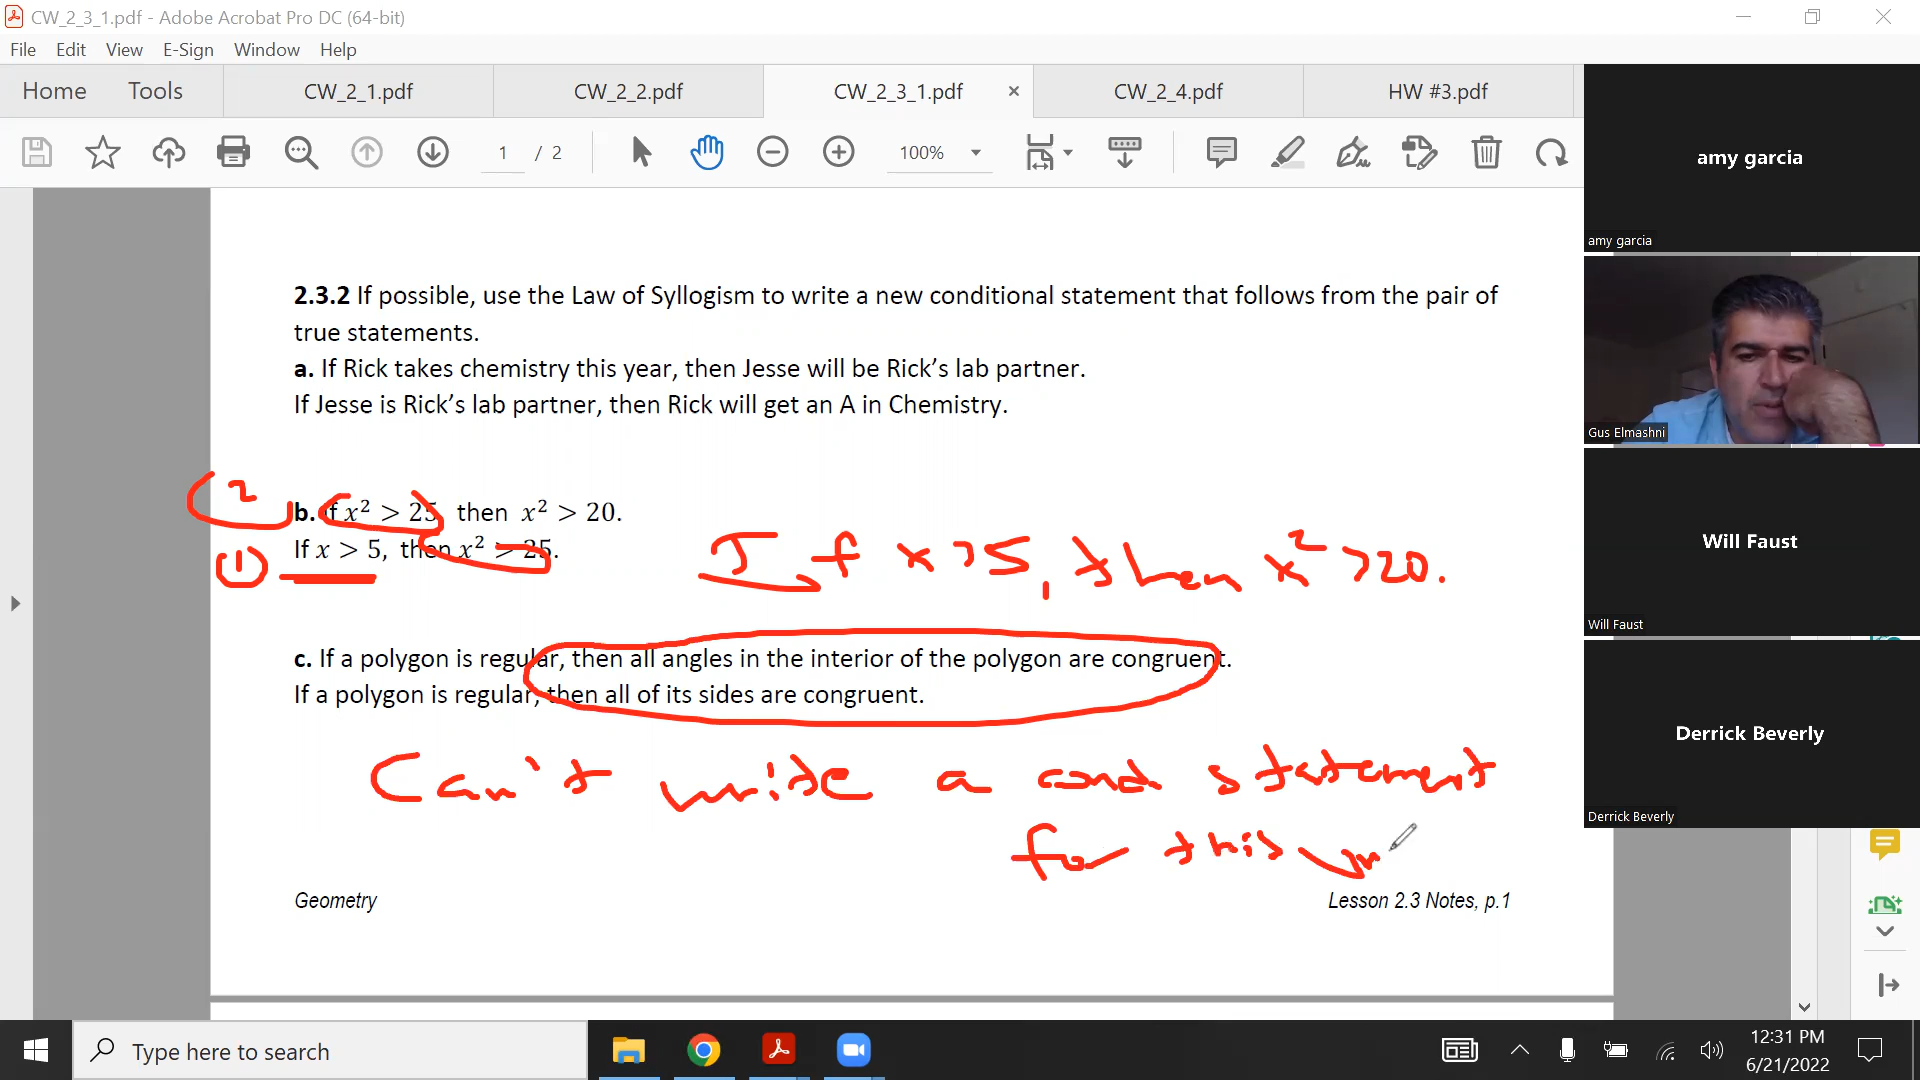 CW_2_3_1.pdf - Adobe Acrobat Pro DC (64-bit)
File Edit View E-Sign Window Help
Home Tools CW_2_1.pdf CW_2_2.pdf CW_2_3_1.pdf × CW_2_4.pdf HW #3.pdf
1 / 2 100%
amy garcia
amy garcia
Gus Elmashni
Will Faust
Will Faust
Derrick Beverly
Derrick Beverly
2.3.2 If possible, use the Law of Syllogism to write a new conditional statement that follows from the pair of
true statements.
a. If Rick takes chemistry this year, then Jesse will be Rick's lab partner.
If Jesse is Rick's lab partner, then Rick will get an A in Chemistry.
2
b. If x² > 25, then x² > 20.
1
If x > 5, then x² > 25.
If x > 5, then x² > 20.
c. If a polygon is regular, then all angles in the interior of the polygon are congruent.
If a polygon is regular, then all of its sides are congruent.
Can't write a cond statement
for this
Geometry
Lesson 2.3 Notes, p.1
Type here to search
12:31 PM
6/21/2022